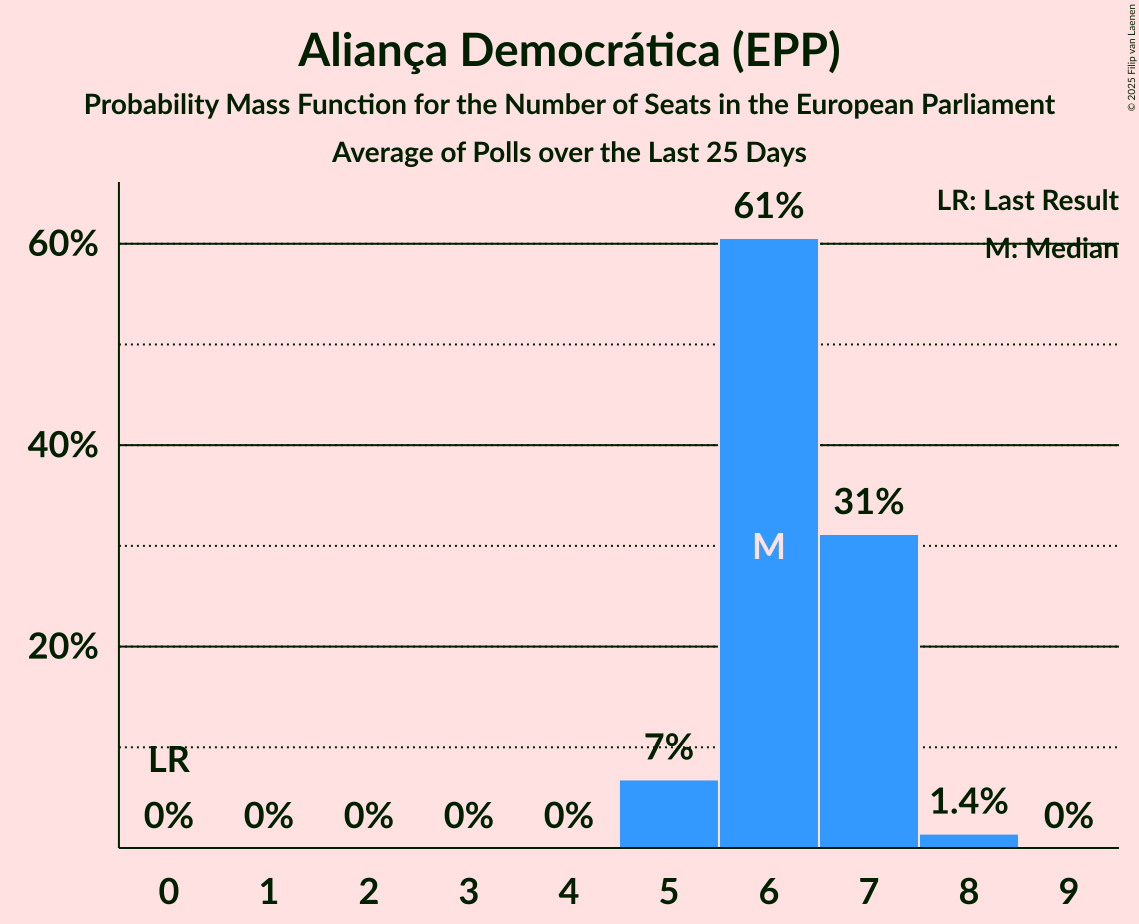 Aliança Democrática (EPP)
Probability Mass Function for the Number of Seats in the European Parliament
Average of Polls over the Last 25 Days
© 2025 Filip van Laenen
LR: Last Result
M: Median
60%
40%
20%
61%
31%
M
LR
7%
1.4%
0% 0% 0% 0% 0% 0%
0 1 2 3 4 5 6 7 8 9